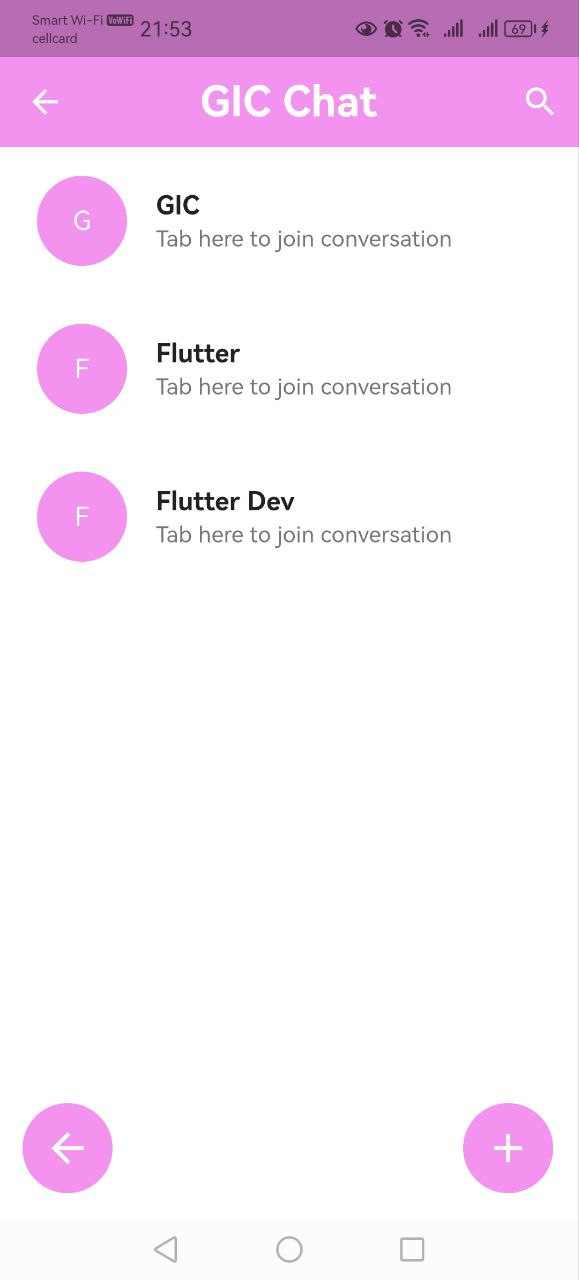 Smart Wi-Fi VoWiFi
cellcard
21:53
69
GIC Chat
G
GIC
Tab here to join conversation
F
Flutter
Tab here to join conversation
F
Flutter Dev
Tab here to join conversation